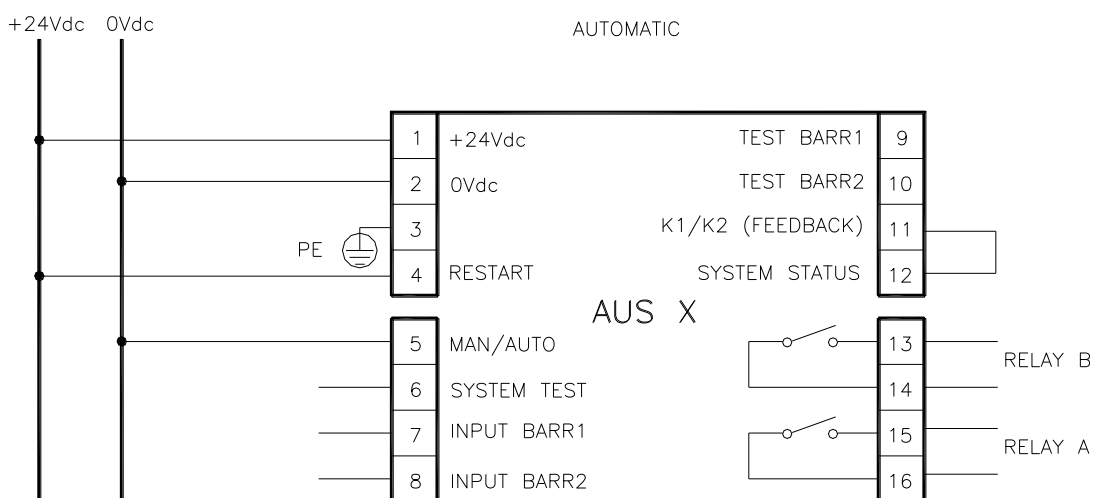 +24Vdc 0Vdc
AUTOMATIC
1 +24Vdc TEST BARR1 9
2 0Vdc TEST BARR2 10
3 K1/K2 (FEEDBACK) 11
PE
4 RESTART SYSTEM STATUS 12
AUS X
5 MAN/AUTO 13
RELAY B
6 SYSTEM TEST 14
7 INPUT BARR1 15
RELAY A
8 INPUT BARR2 16